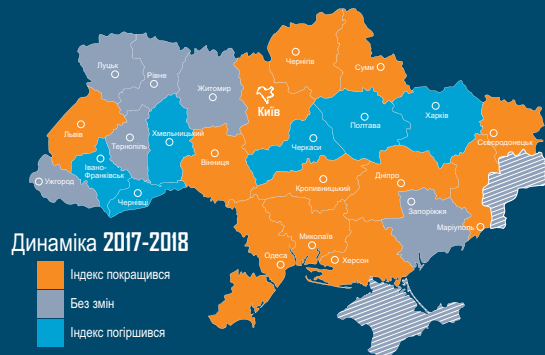 Чернігів
Суми
Луцьк
Рівне
Житомир
Київ
Львів
Хмельницький
Тернопіль
Полтава
Харків
Черкаси
Сєвєродонецьк
Івано-
Франківськ
Вінниця
Ужгород
Чернівці
Кропивницький
Дніпро
Запоріжжя
Маріуполь
Миколаїв
Одеса
Херсон
Динаміка 2017-2018
Індекс покращився
Без змін
Індекс погіршився